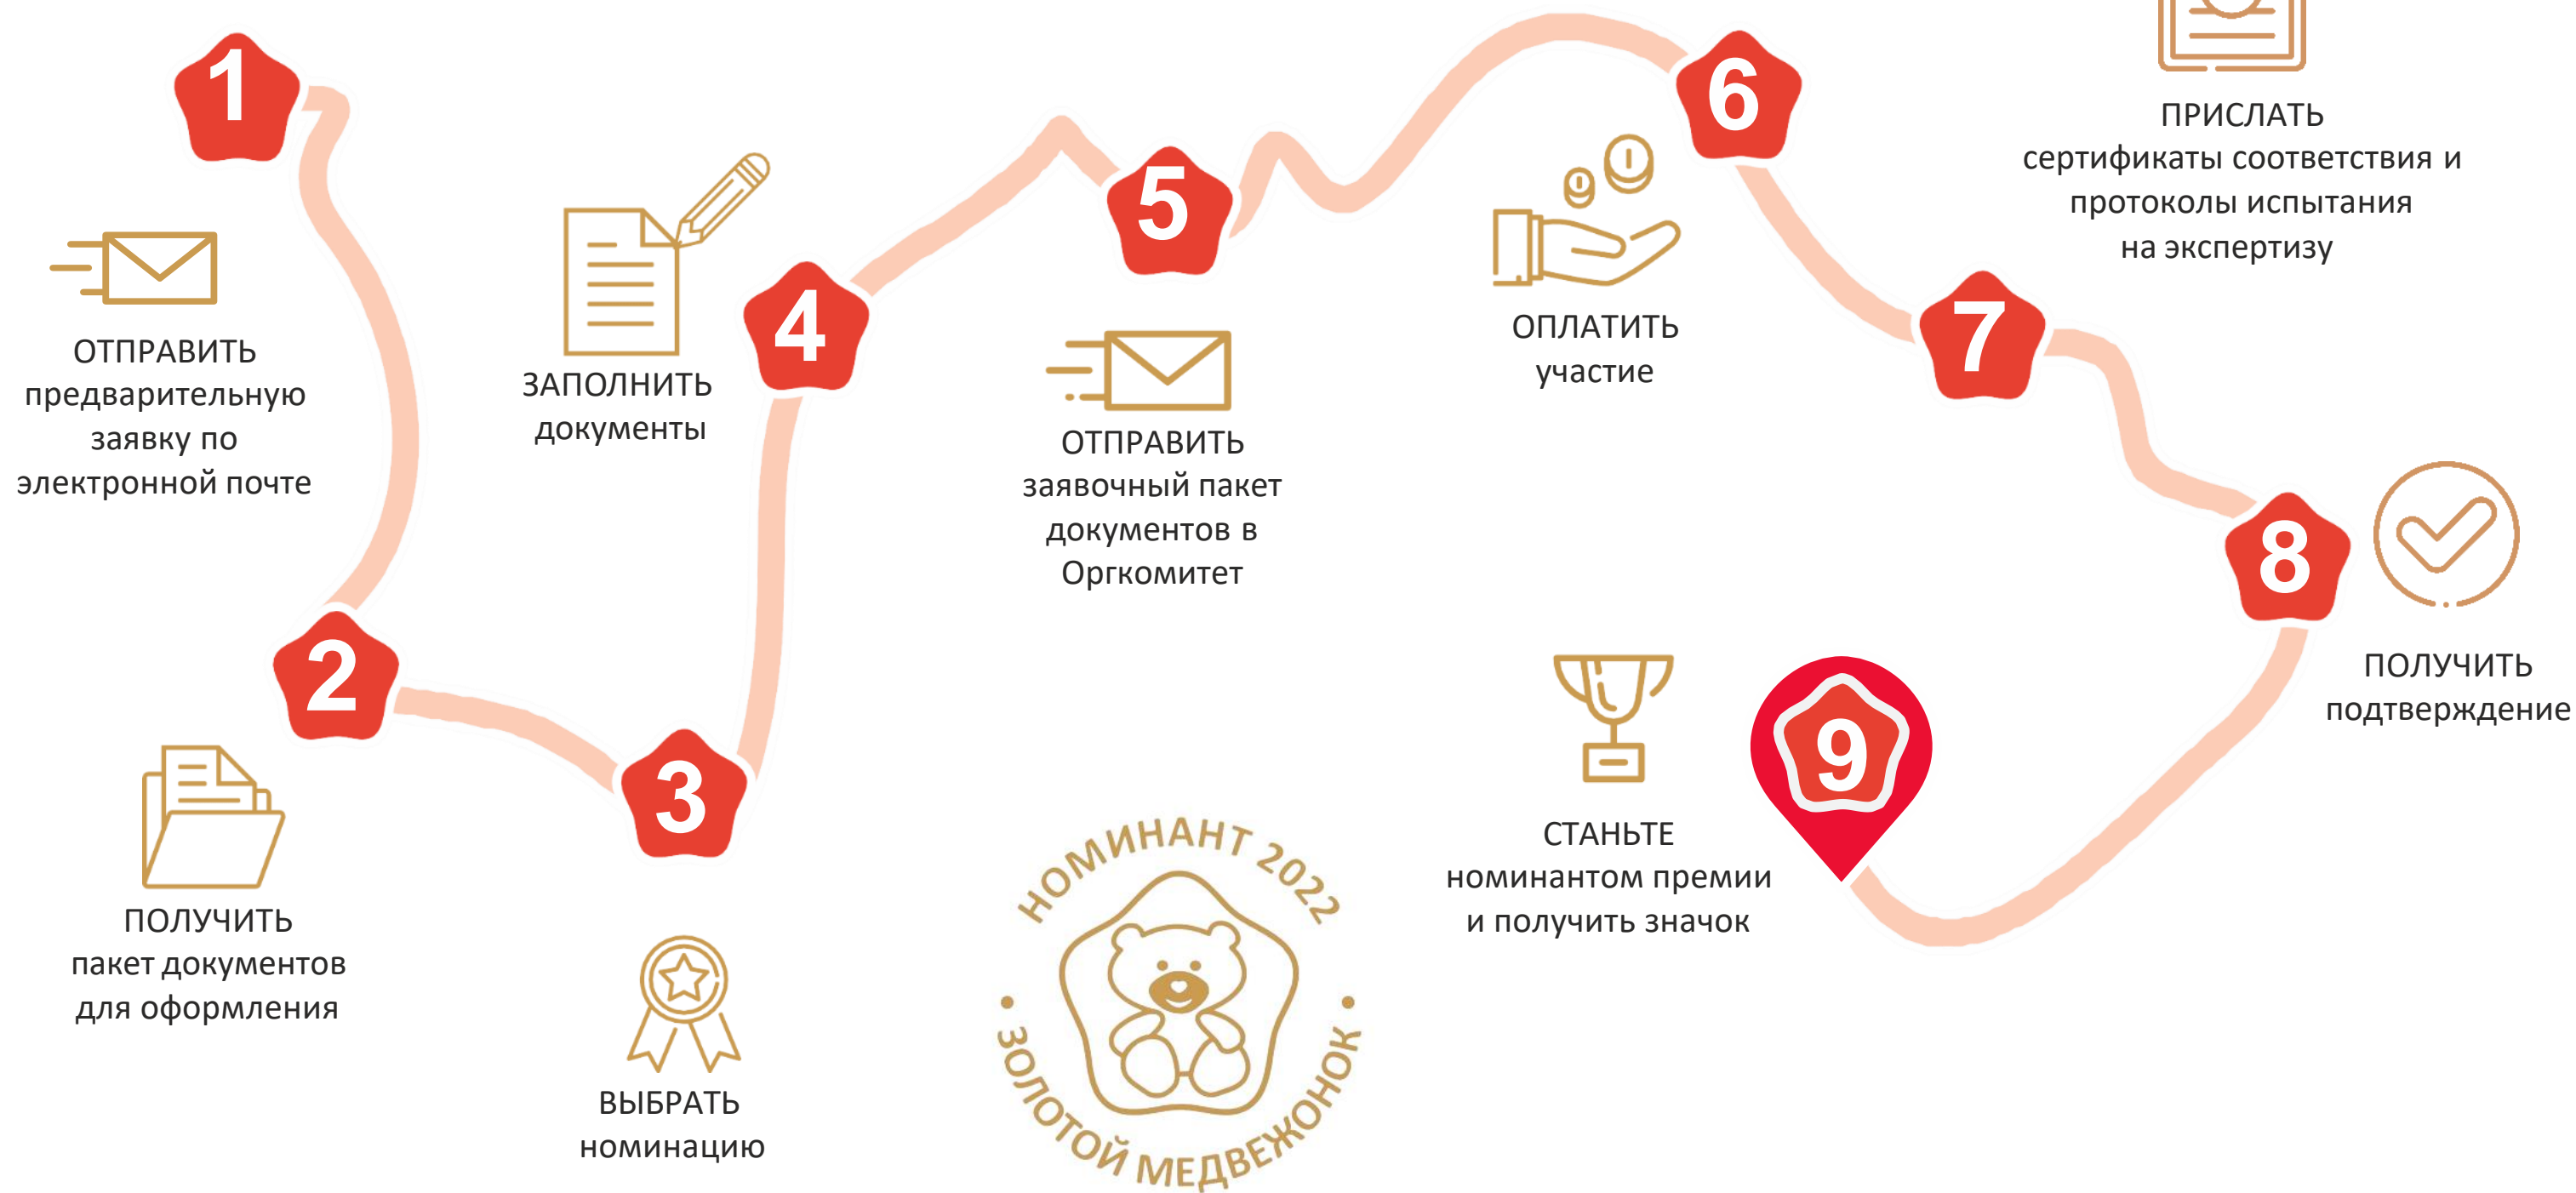 1
ОТПРАВИТЬ
предварительную
заявку по
электронной почте
2
ПОЛУЧИТЬ
пакет документов
для оформления
3
ВЫБРАТЬ
номинацию
4
ЗАПОЛНИТЬ
документы
5
ОТПРАВИТЬ
заявочный пакет
документов в
Оргкомитет
6
ОПЛАТИТЬ
участие
7
ПРИСЛАТЬ
сертификаты соответствия и
протоколы испытания
на экспертизу
8
ПОЛУЧИТЬ
подтверждение
9
СТАНЬТЕ
номинантом премии
и получить значок
НОМИНАНТ 2022
• ЗОЛОТОЙ МЕДВЕЖОНОК •